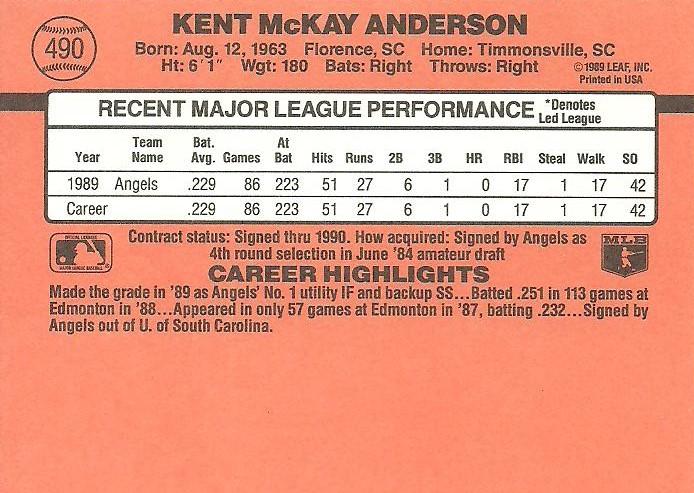 490
KENT McKAY ANDERSON
Born: Aug. 12, 1963 Florence, SC Home: Timmonsville, SC
Ht: 6'1" Wgt: 180 Bats: Right Throws: Right
©1989 LEAF, INC.
Printed in USA
RECENT MAJOR LEAGUE PERFORMANCE *Denotes Led League
Year Team Name Bat. Avg. Games At Bat Hits Runs 2B 3B HR RBI Steal Walk SO
1989 Angels .229 86 223 51 27 6 1 0 17 1 17 42
Career .229 86 223 51 27 6 1 0 17 1 17 42
Contract status: Signed thru 1990. How acquired: Signed by Angels as
4th round selection in June '84 amateur draft
MLB
CAREER HIGHLIGHTS
Made the grade in '89 as Angels' No. 1 utility IF and backup SS...Batted .251 in 113 games at
Edmonton in '88...Appeared in only 57 games at Edmonton in '87, batting .232...Signed by
Angels out of U. of South Carolina.